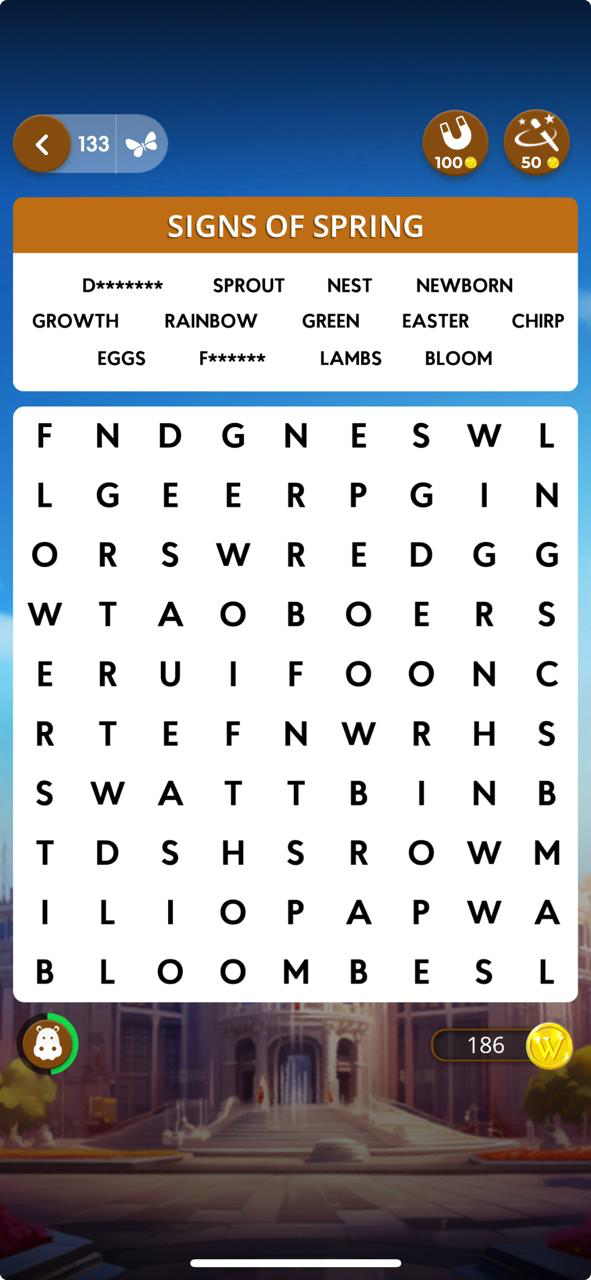 133
100
50
SIGNS OF SPRING
D******* SPROUT NEST NEWBORN
GROWTH RAINBOW GREEN EASTER CHIRP
EGGS F****** LAMBS BLOOM
F N D G N E S W L
L G E E R P G I N
O R S W R E D G G
W T A O B O E R S
E R U I F O O N C
R T E F N W R H S
S W A T T B I N B
T D S H S R O W M
I L I O P A P W A
B L O O M B E S L
186
W